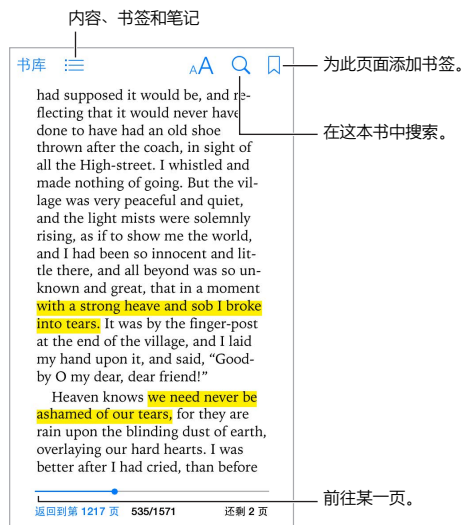 内容、书签和笔记
书库
AA
为此页面添加书签。
在这本书中搜索。
had supposed it would be, and re-
flecting that it would never have
done to have had an old shoe
thrown after the coach, in sight of
all the High-street. I whistled and
made nothing of going. But the vil-
lage was very peaceful and quiet,
and the light mists were solemnly
rising, as if to show me the world,
and I had been so innocent and lit-
tle there, and all beyond was so un-
known and great, that in a moment
with a strong heave and sob I broke
into tears. It was by the finger-post
at the end of the village, and I laid
my hand upon it, and said, “Good-
by O my dear, dear friend!”
Heaven knows we need never be
ashamed of our tears, for they are
rain upon the blinding dust of earth,
overlaying our hard hearts. I was
better after I had cried, than before
前往某一页。
返回到第 1217 页 535/1571 还剩 2 页